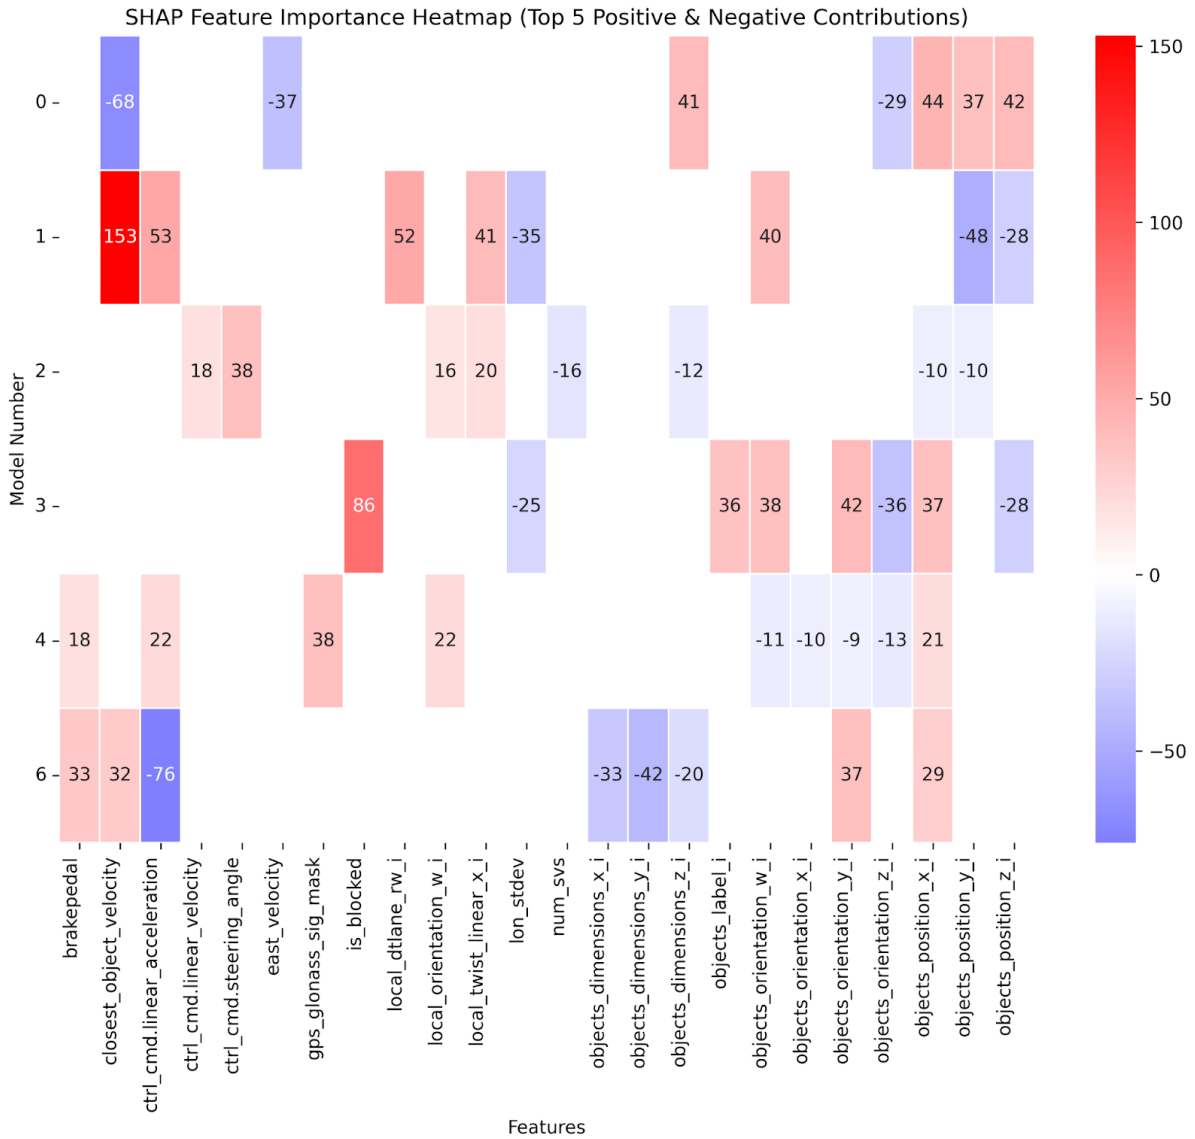 SHAP Feature Importance Heatmap (Top 5 Positive & Negative Contributions)
Model Number
0 -68 -37 41 -29 44 37 42
1 153 53 52 41 -35 40 -48 -28
2 18 38 16 20 -16 -12 -10 -10
3 86 -25 36 38 42 -36 37 -28
4 18 22 38 22 -11 -10 -9 -13 21
6 33 32 -76 -33 -42 -20 37 29
brakepedal
closest_object_velocity
ctrl_cmd.linear_acceleration
ctrl_cmd.linear_velocity
ctrl_cmd.steering_angle
east_velocity
gps_glonass_sig_mask
is_blocked
local_dtlane_rw_i
local_orientation_w_i
local_twist_linear_x_i
lon_stdev
num_svs
objects_dimensions_x_i
objects_dimensions_y_i
objects_dimensions_z_i
objects_label_i
objects_orientation_w_i
objects_orientation_x_i
objects_orientation_y_i
objects_orientation_z_i
objects_position_x_i
objects_position_y_i
objects_position_z_i
Features
150
100
50
0
−50